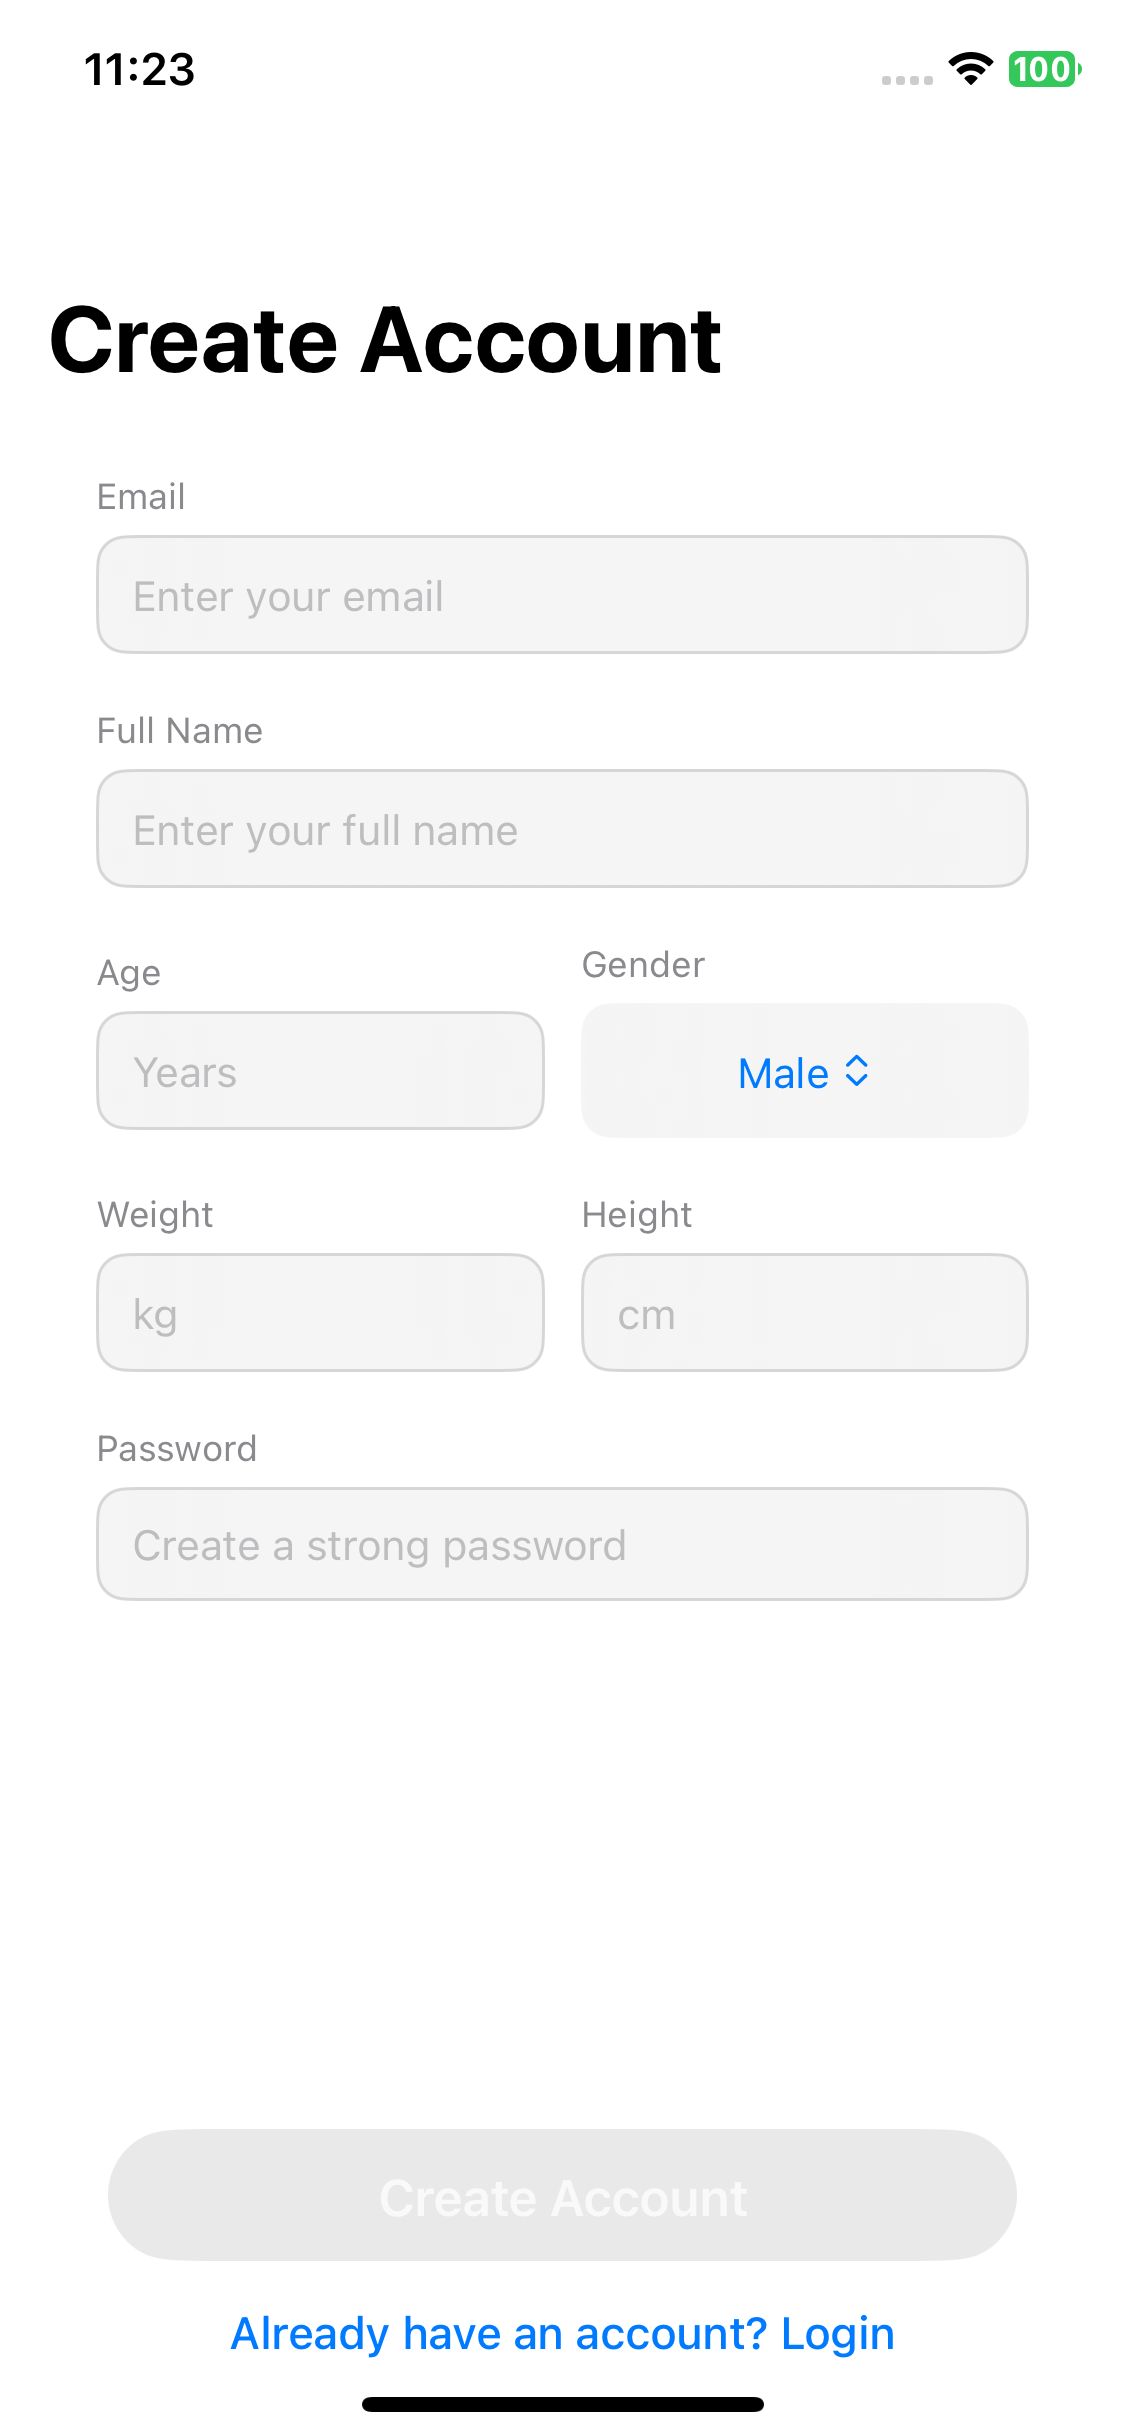 11:23
100
Create Account
Email
Enter your email
Full Name
Enter your full name
Age
Gender
Years
Male
Weight
Height
kg
cm
Password
Create a strong password
Create Account
Already have an account? Login